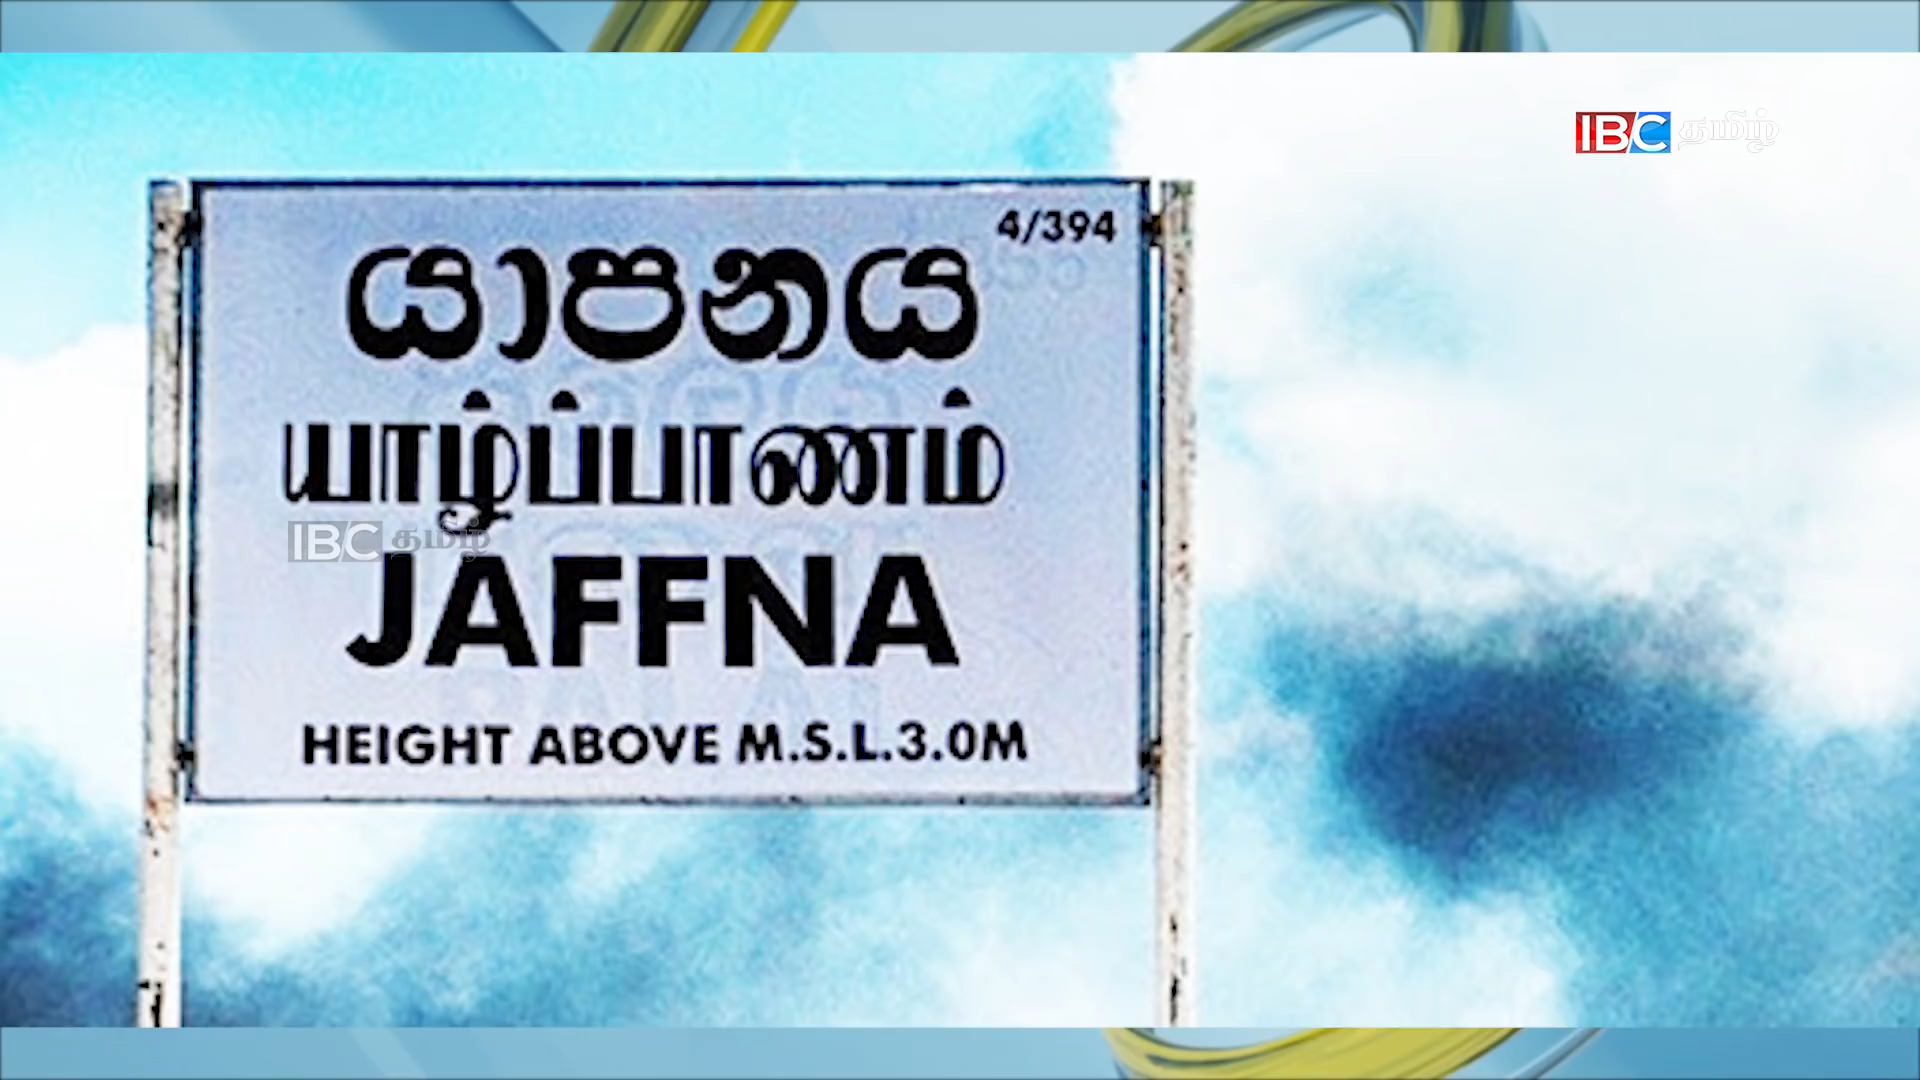 IBC தமிழ்
4/394
යාපනය
யாழ்ப்பாணம்
IBC தமிழ்
JAFFNA
HEIGHT ABOVE M.S.L.3.0M